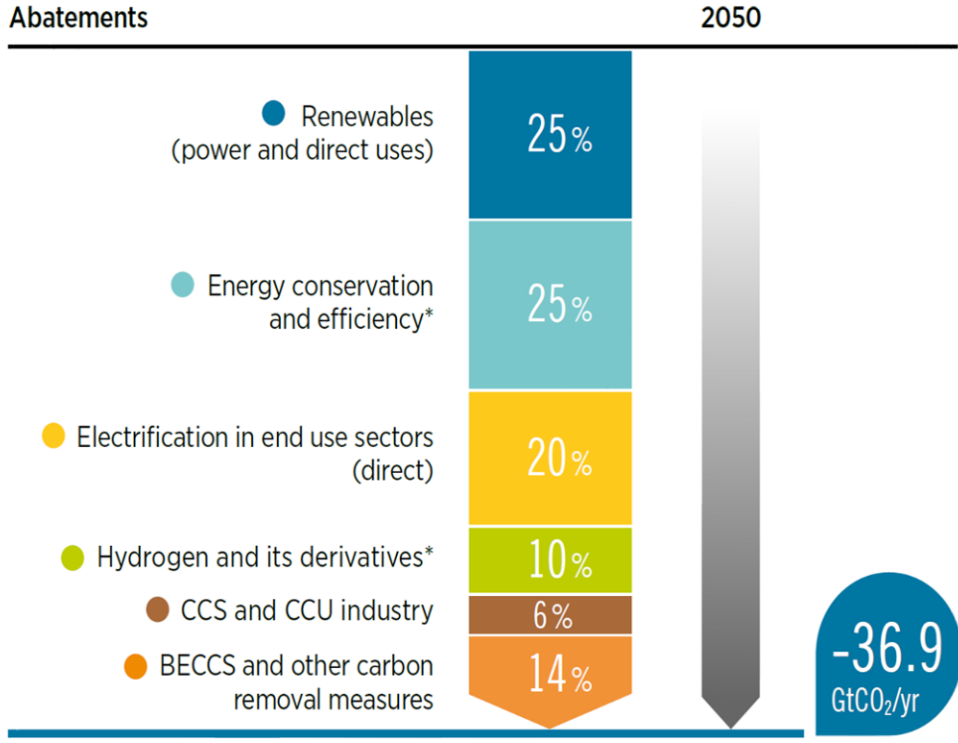 Abatements 2050
Renewables
(power and direct uses)
25%
Energy conservation
and efficiency*
25%
Electrification in end use sectors
(direct)
20%
Hydrogen and its derivatives*
10%
CCS and CCU industry
6%
BECCS and other carbon
removal measures
14%
-36.9
GtCO₂/yr